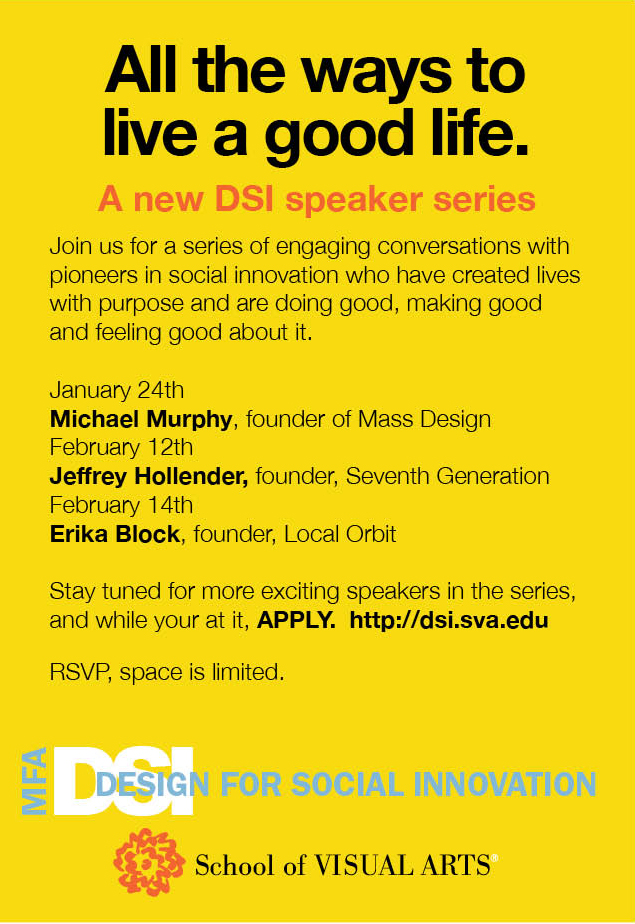 All the ways to
live a good life.
A new DSI speaker series
Join us for a series of engaging conversations with
pioneers in social innovation who have created lives
with purpose and are doing good, making good
and feeling good about it.
January 24th
Michael Murphy, founder of Mass Design
February 12th
Jeffrey Hollender, founder, Seventh Generation
February 14th
Erika Block, founder, Local Orbit
Stay tuned for more exciting speakers in the series,
and while your at it, APPLY.  http://dsi.sva.edu
RSVP, space is limited.
MFA
DSI
DESIGN FOR SOCIAL INNOVATION
School of VISUAL ARTS®